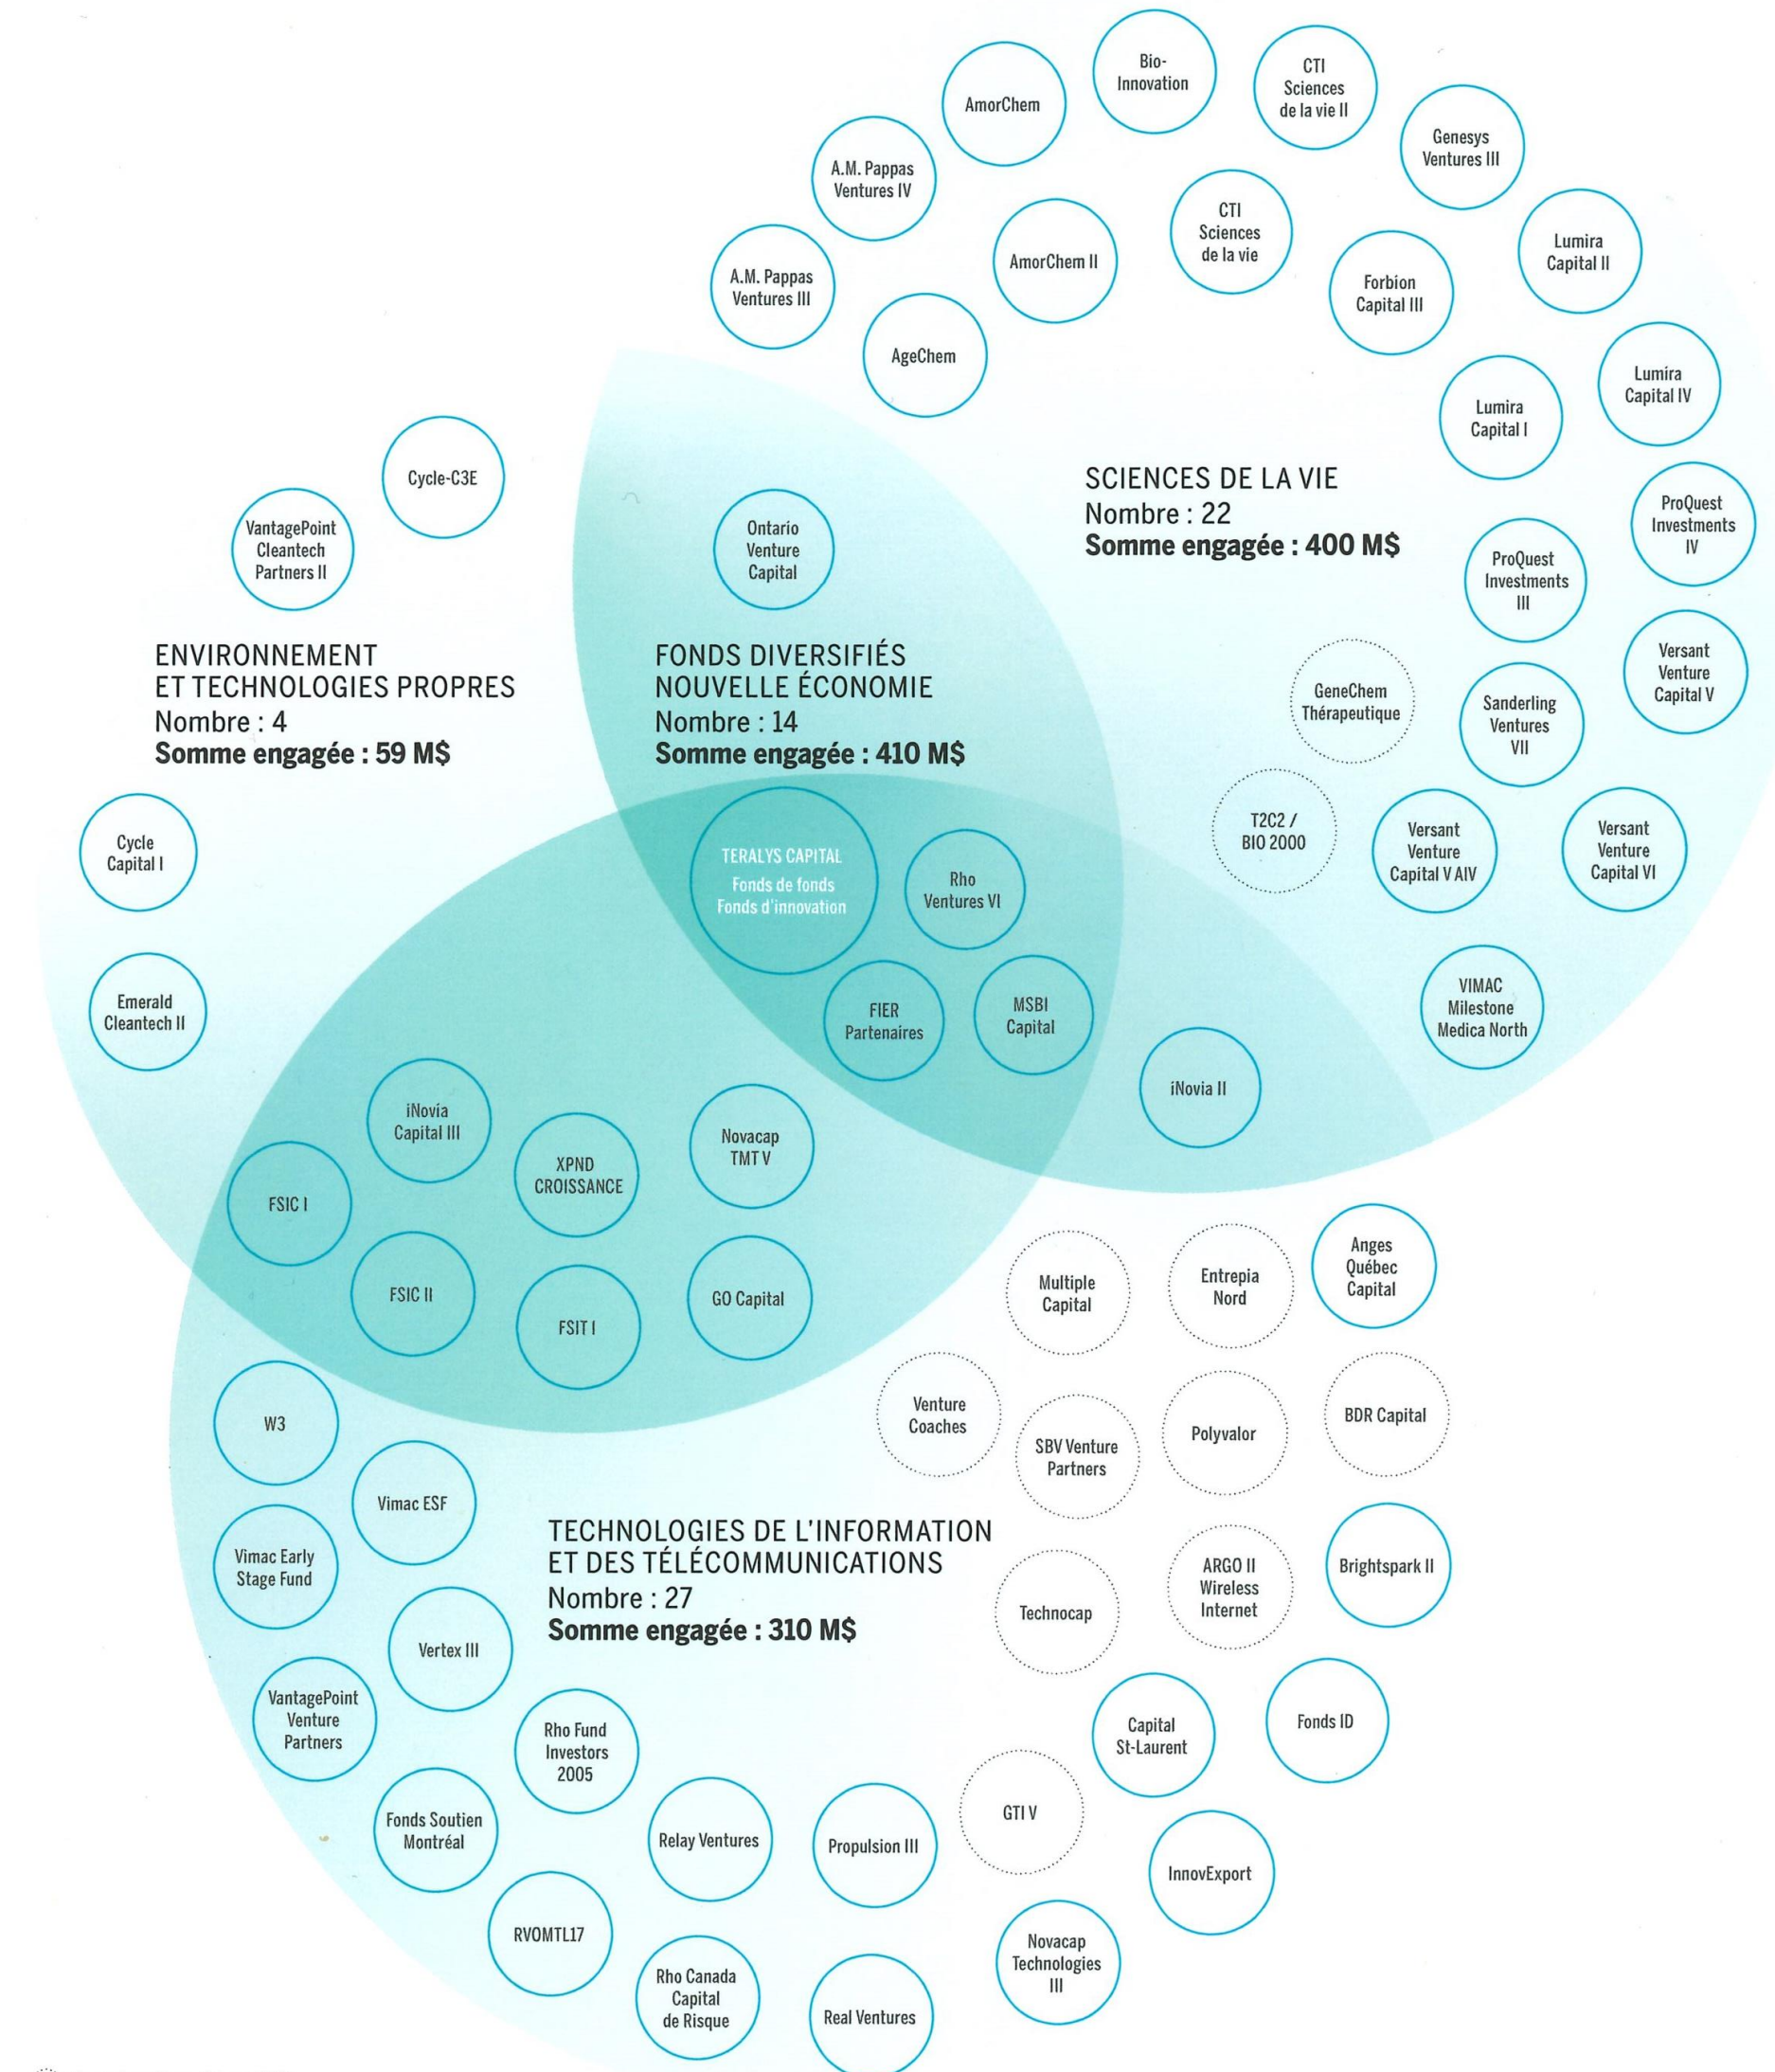 Bio-
Innovation
CTI
Sciences
de la vie II
AmorChem
Genesys
Ventures III
A.M. Pappas
Ventures IV
CTI
Sciences
de la vie
Lumira
Capital II
AmorChem II
A.M. Pappas
Ventures III
Forbion
Capital III
AgeChem
Lumira
Capital IV
Lumira
Capital I
Cycle-C3E
VantagePoint
Cleantech
Partners II
Ontario
Venture
Capital
SCIENCES DE LA VIE
Nombre : 22
Somme engagée : 400 M$
ProQuest
Investments
IV
ProQuest
Investments
III
ENVIRONNEMENT
ET TECHNOLOGIES PROPRES
Nombre : 4
Somme engagée : 59 M$
FONDS DIVERSIFIÉS
NOUVELLE ÉCONOMIE
Nombre : 14
Somme engagée : 410 M$
GeneChem
Thérapeutique
Sanderling
Ventures
VII
Versant
Venture
Capital V
Cycle
Capital I
TERALYS CAPITAL
Fonds de fonds
Fonds d'innovation
Rho
Ventures VI
T2C2 /
BIO 2000
Versant
Venture
Capital V AIV
Versant
Venture
Capital VI
Emerald
Cleantech II
FIER
Partenaires
MSBI
Capital
VIMAC
Milestone
Medica North
iNovia II
iNovia
Capital III
XPND
CROISSANCE
Novacap
TMT V
FSIC I
FSIC II
FSIT I
GO Capital
Multiple
Capital
Entrepia
Nord
Anges
Québec
Capital
W3
Venture
Coaches
SBV Venture
Partners
Polyvalor
BDR Capital
Vimac ESF
Vimac Early
Stage Fund
TECHNOLOGIES DE L'INFORMATION
ET DES TÉLÉCOMMUNICATIONS
Nombre : 27
Somme engagée : 310 M$
Technocap
ARGO II
Wireless
Internet
Brightspark II
Vertex III
VantagePoint
Venture
Partners
Rho Fund
Investors
2005
Capital
St-Laurent
Fonds ID
Fonds Soutien
Montréal
Relay Ventures
Propulsion III
GTI V
InnovExport
RVOMTL17
Rho Canada
Capital
de Risque
Real Ventures
Novacap
Technologies
III